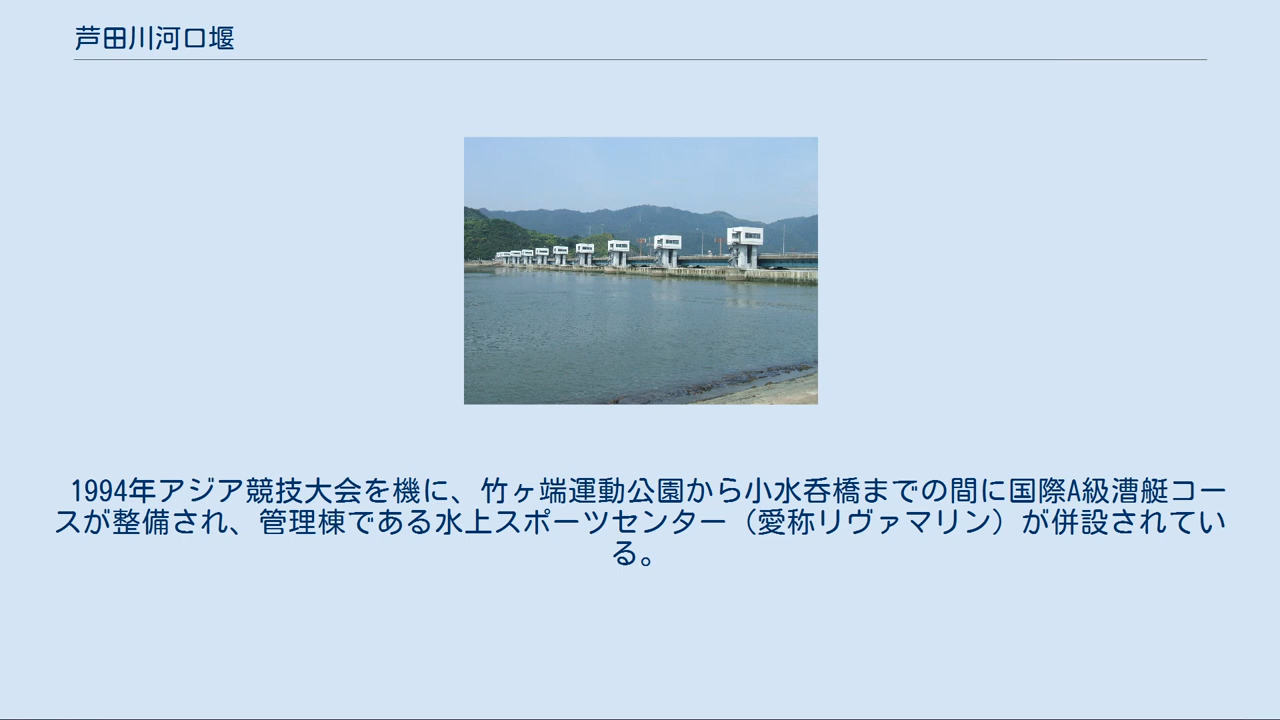 芦田川河口堰
1994年アジア競技大会を機に、竹ヶ端運動公園から小水呑橋までの間に国際A級漕艇コー
スが整備され、管理棟である水上スポーツセンター（愛称リヴァマリン）が併設されてい
る。